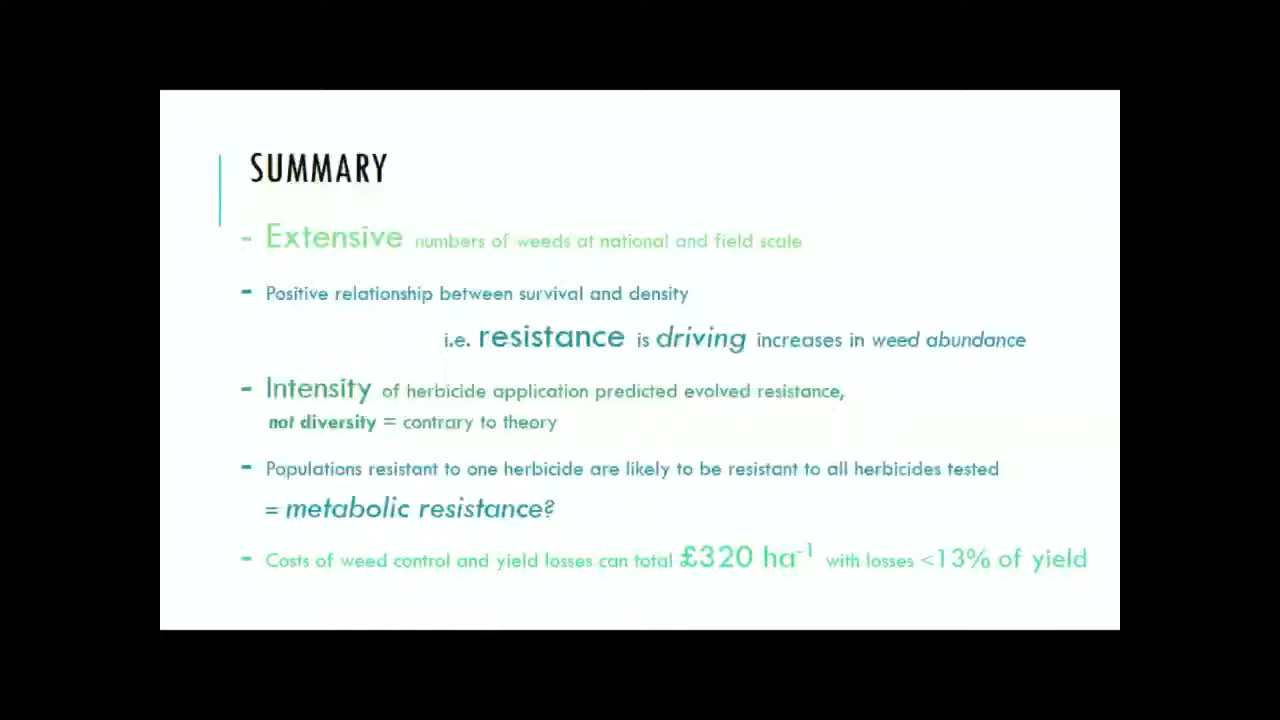 SUMMARY
- Extensive numbers of weeds at national and field scale
- Positive relationship between survival and density
i.e. resistance is driving increases in weed abundance
- Intensity of herbicide application predicted evolved resistance,
not diversity = contrary to theory
- Populations resistant to one herbicide are likely to be resistant to all herbicides tested
= metabolic resistance?
- Costs of weed control and yield losses can total £320 ha⁻¹ with losses <13% of yield